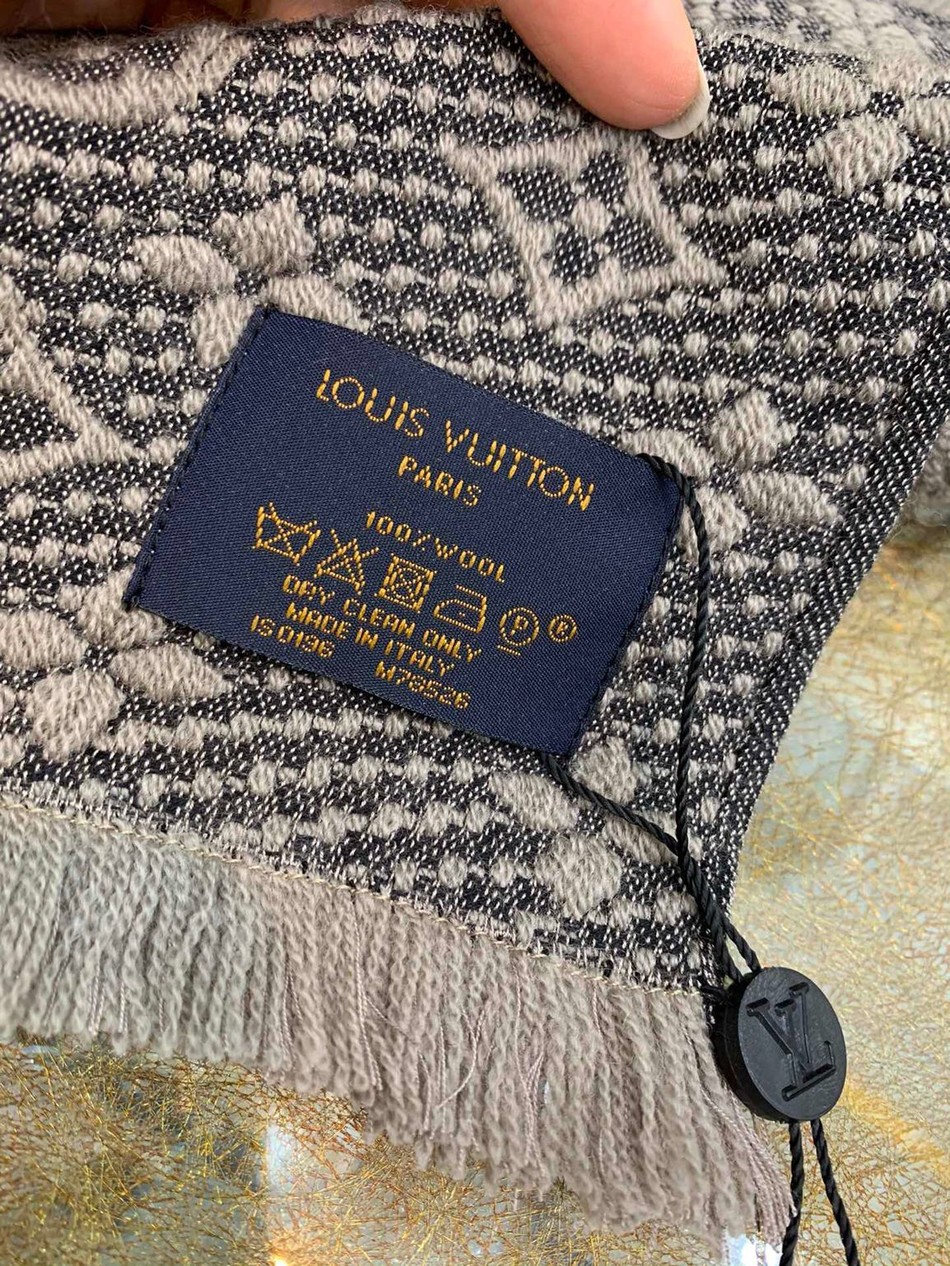 LOUIS VUITTON
PARIS
100% WOOL
P ®
DRY CLEAN ONLY
MADE IN ITALY
IS 0196 M76526
LV